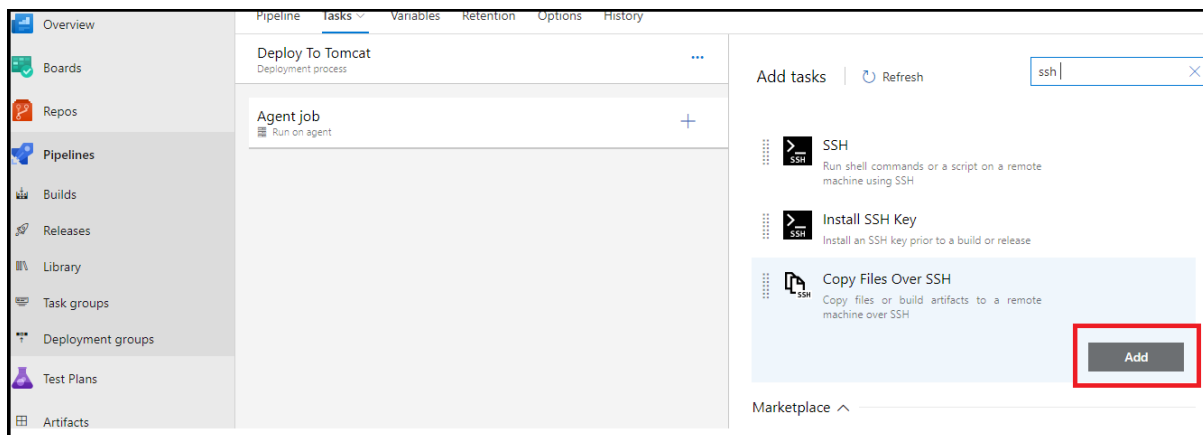 Overview
Boards
Repos
Pipelines
Builds
Releases
Library
Task groups
Deployment groups
Test Plans
Artifacts
Pipeline Tasks Variables Retention Options History
Deploy To Tomcat
Deployment process
...
Agent job
Run on agent
Add tasks Refresh
ssh
>_ SSH
SSH
Run shell commands or a script on a remote
machine using SSH
>_ SSH
Install SSH Key
Install an SSH key prior to a build or release
SSH
Copy Files Over SSH
Copy files or build artifacts to a remote
machine over SSH
Add
Marketplace